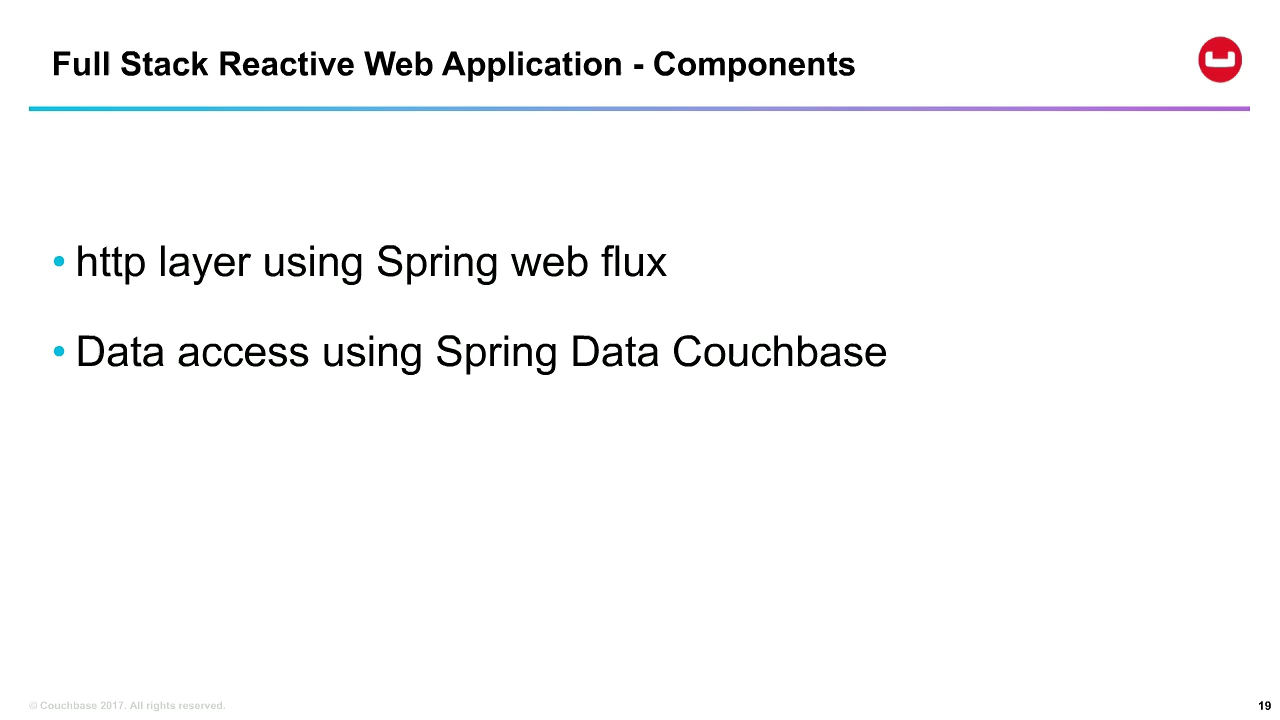 Full Stack Reactive Web Application - Components
• http layer using Spring web flux
• Data access using Spring Data Couchbase
© Couchbase 2017. All rights reserved.
19